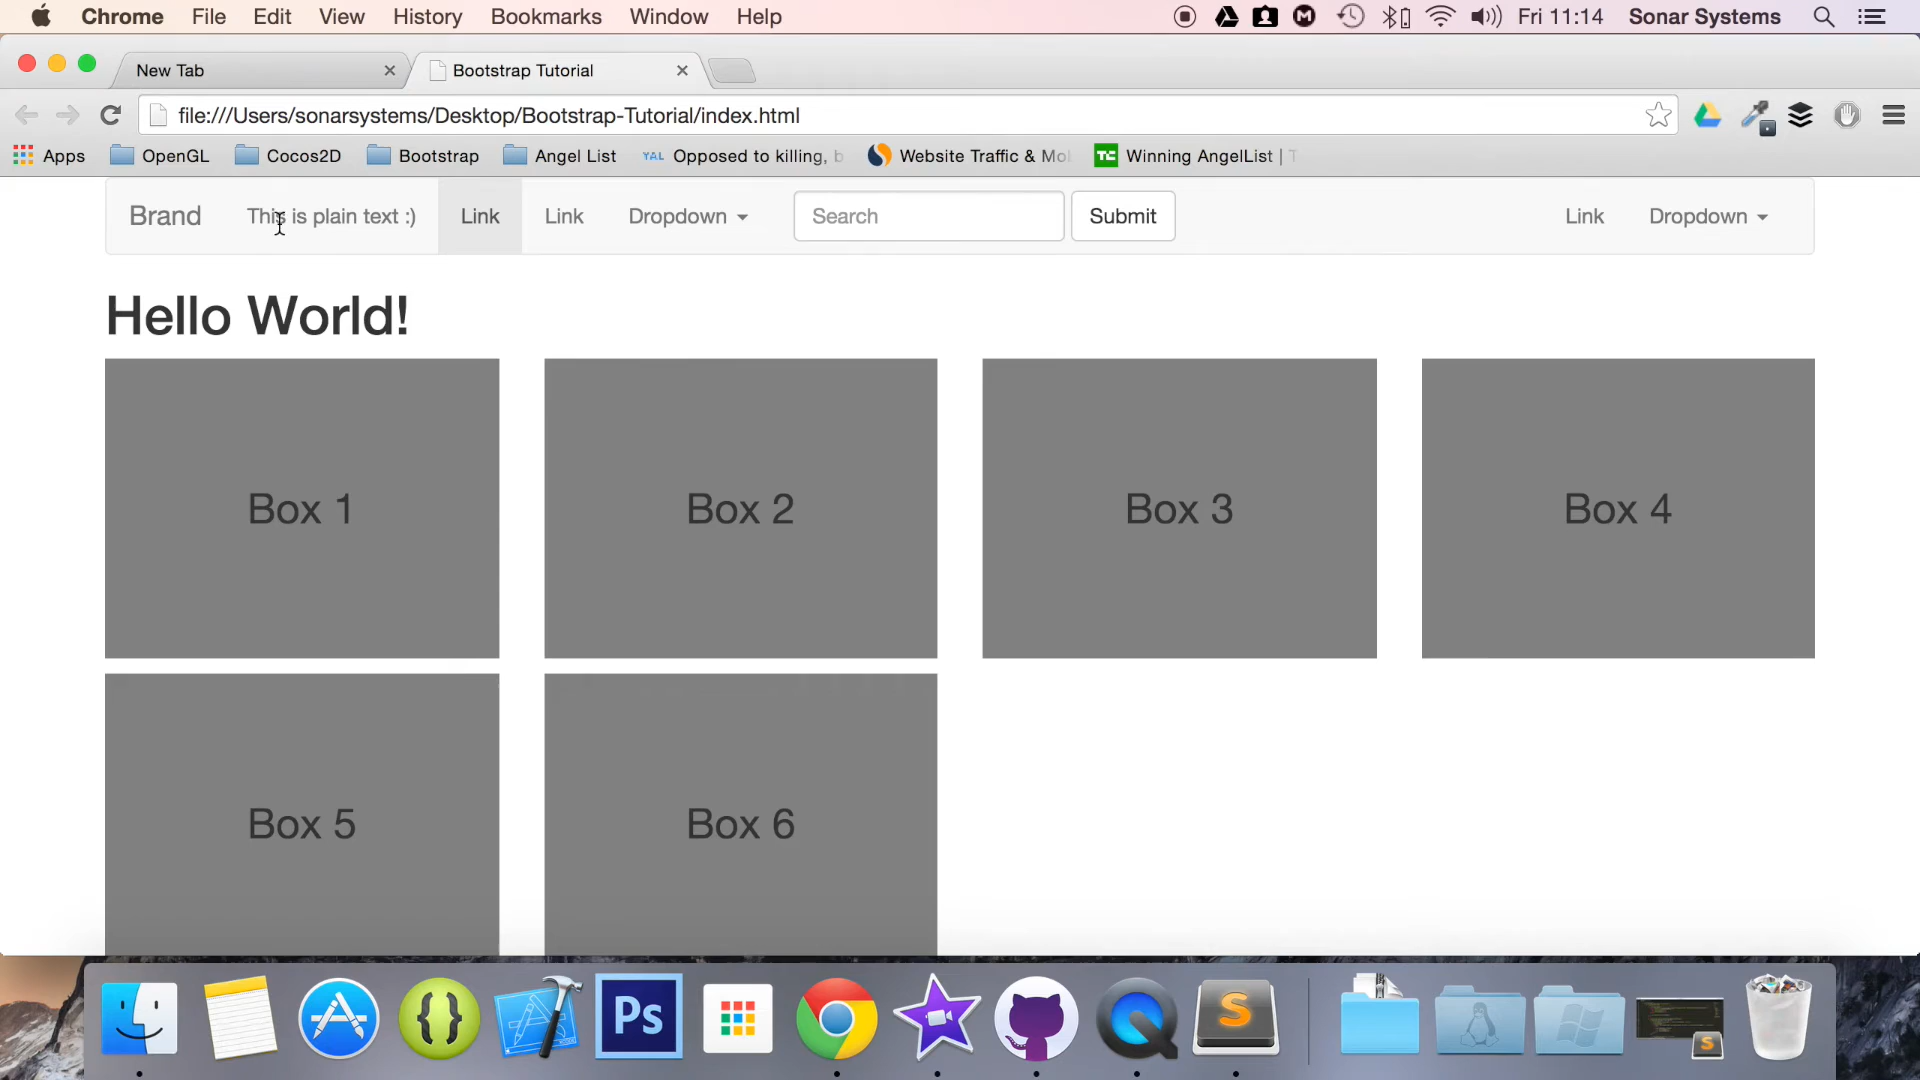 Chrome File Edit View History Bookmarks Window Help Fri 11:14 Sonar Systems
New Tab Bootstrap Tutorial
file:///Users/sonarsystems/Desktop/Bootstrap-Tutorial/index.html
Apps OpenGL Cocos2D Bootstrap Angel List YAL Opposed to killing, b Website Traffic & Mo TC Winning AngelList | T
Brand This is plain text :) Link Link Dropdown Search Submit Link Dropdown
Hello World!
Box 1 Box 2 Box 3 Box 4
Box 5 Box 6
{} Ps S